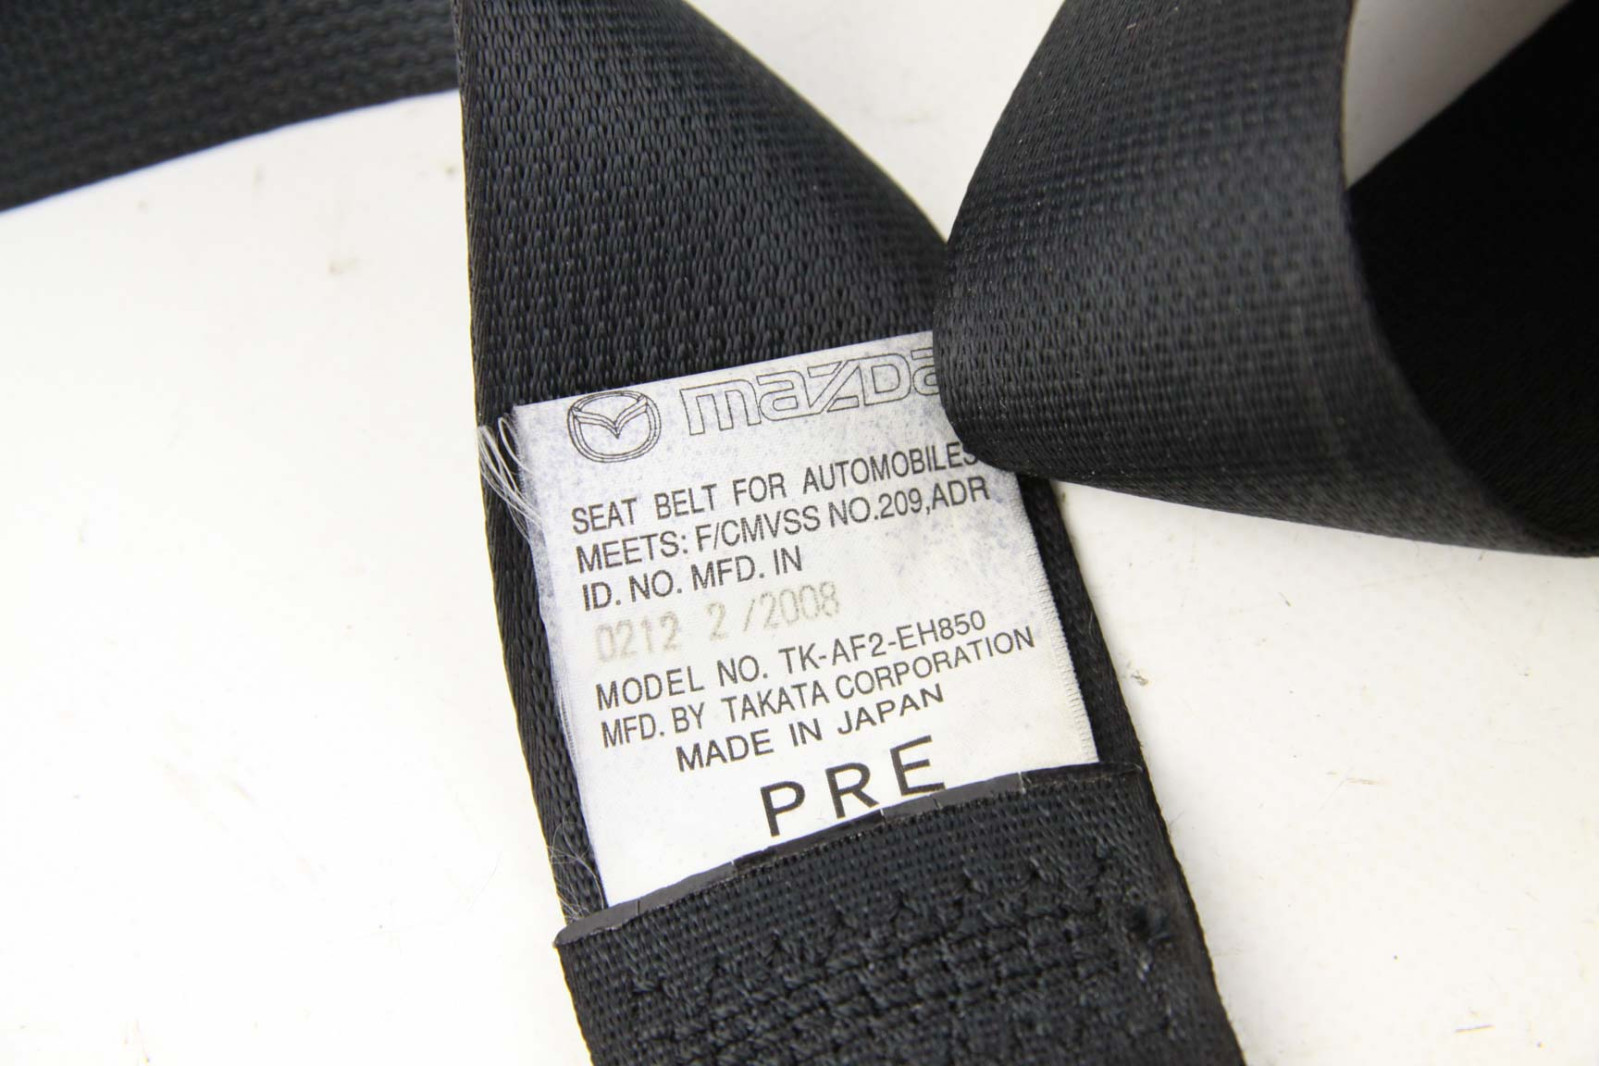 mazda
SEAT BELT FOR AUTOMOBILES
MEETS: F/CMVSS NO.209,ADR
ID. NO. MFD. IN
0212 2 /2008
MODEL NO. TK-AF2-EH850
MFD. BY TAKATA CORPORATION
MADE IN JAPAN
PRE